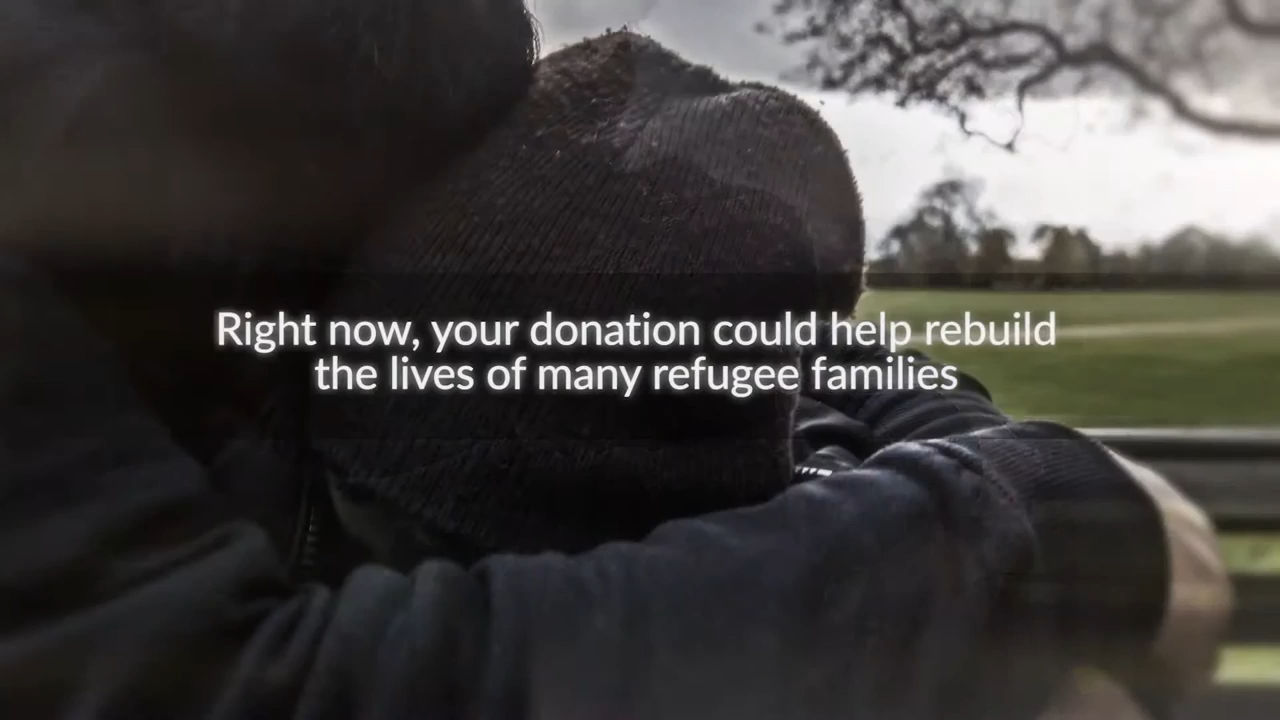 Right now, your donation could help rebuild
the lives of many refugee families